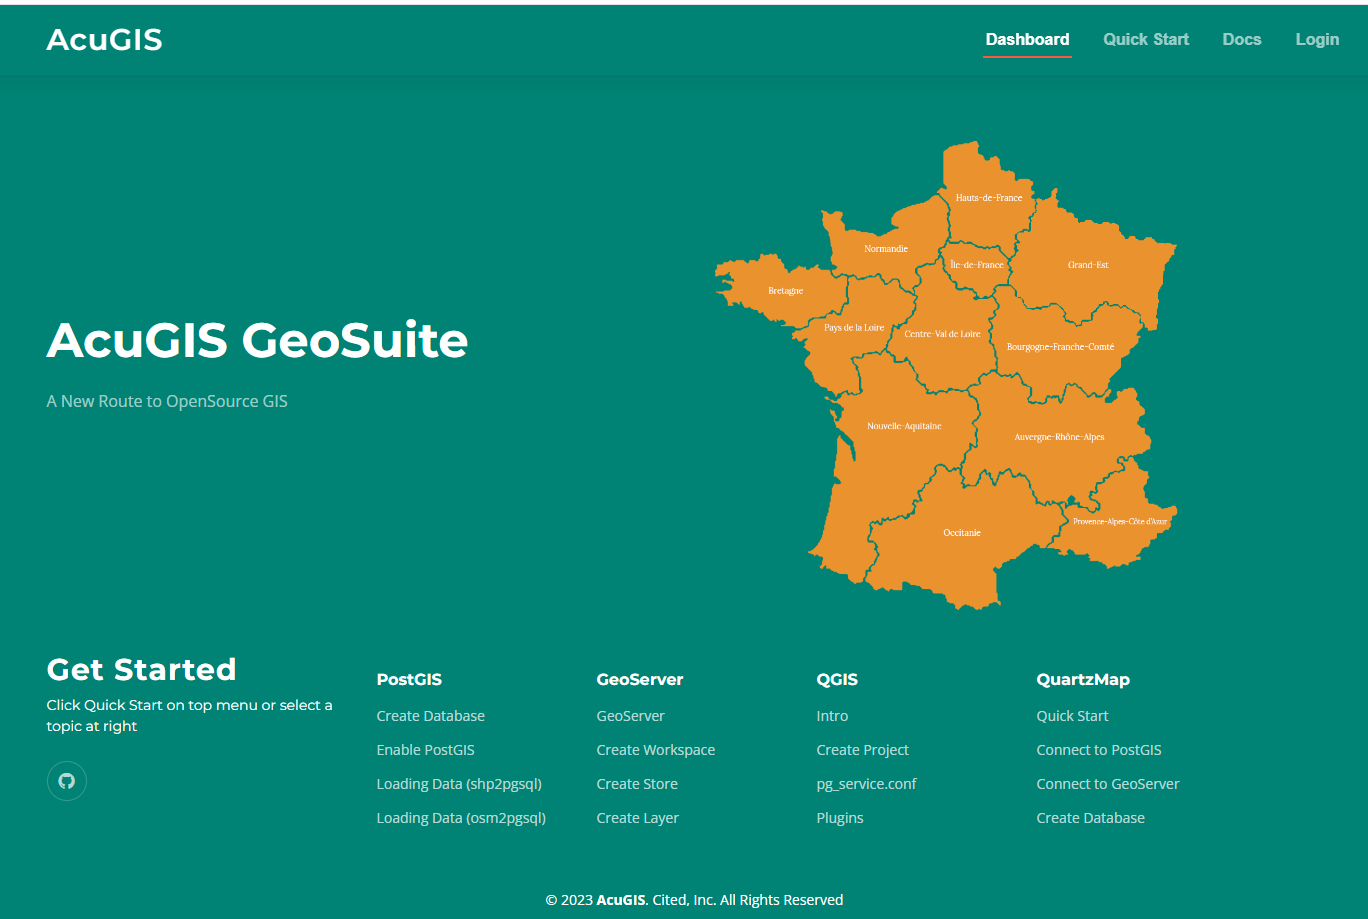 AcuGIS
Dashboard
Quick Start
Docs
Login
AcuGIS GeoSuite
A New Route to OpenSource GIS
Hauts-de-France
Normandie
Île-de-France
Grand-Est
Bretagne
Pays de la Loire
Centre-Val de Loire
Bourgogne-Franche-Comté
Nouvelle-Aquitaine
Auvergne-Rhône-Alpes
Provence-Alpes-Côte d'Azur
Occitanie
Get Started
Click Quick Start on top menu or select a
topic at right
PostGIS
Create Database
Enable PostGIS
Loading Data (shp2pgsql)
Loading Data (osm2pgsql)
GeoServer
GeoServer
Create Workspace
Create Store
Create Layer
QGIS
Intro
Create Project
pg_service.conf
Plugins
QuartzMap
Quick Start
Connect to PostGIS
Connect to GeoServer
Create Database
© 2023 AcuGIS. Cited, Inc. All Rights Reserved